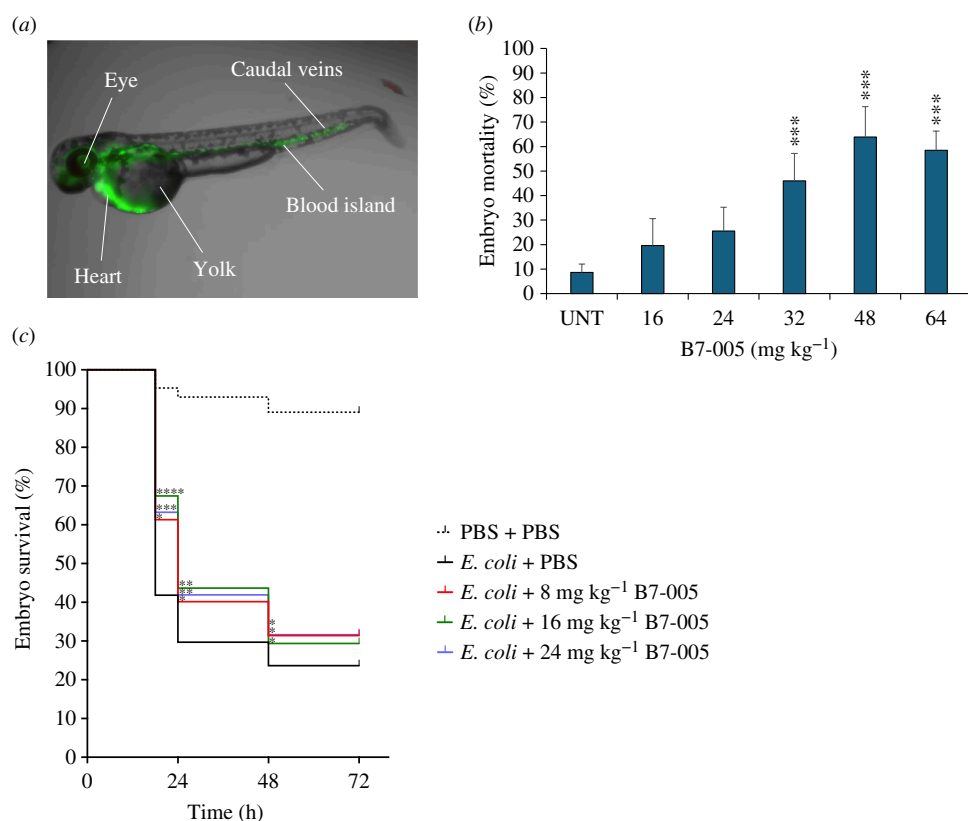 (a)
Eye
Caudal veins
Blood island
Yolk
Heart
(b)
100
90
80
70
60
50
40
30
20
10
0
Embryo mortality (%)
***
***
***
UNT 16 24 32 48 64
B7-005 (mg kg⁻¹)
(c)
100
90
80
70
60
50
40
30
20
10
0
Embryo survival (%)
****
***
*
**
**
*
*
*
*
0 24 48 72
Time (h)
PBS + PBS
E. coli + PBS
E. coli + 8 mg kg⁻¹ B7-005
E. coli + 16 mg kg⁻¹ B7-005
E. coli + 24 mg kg⁻¹ B7-005